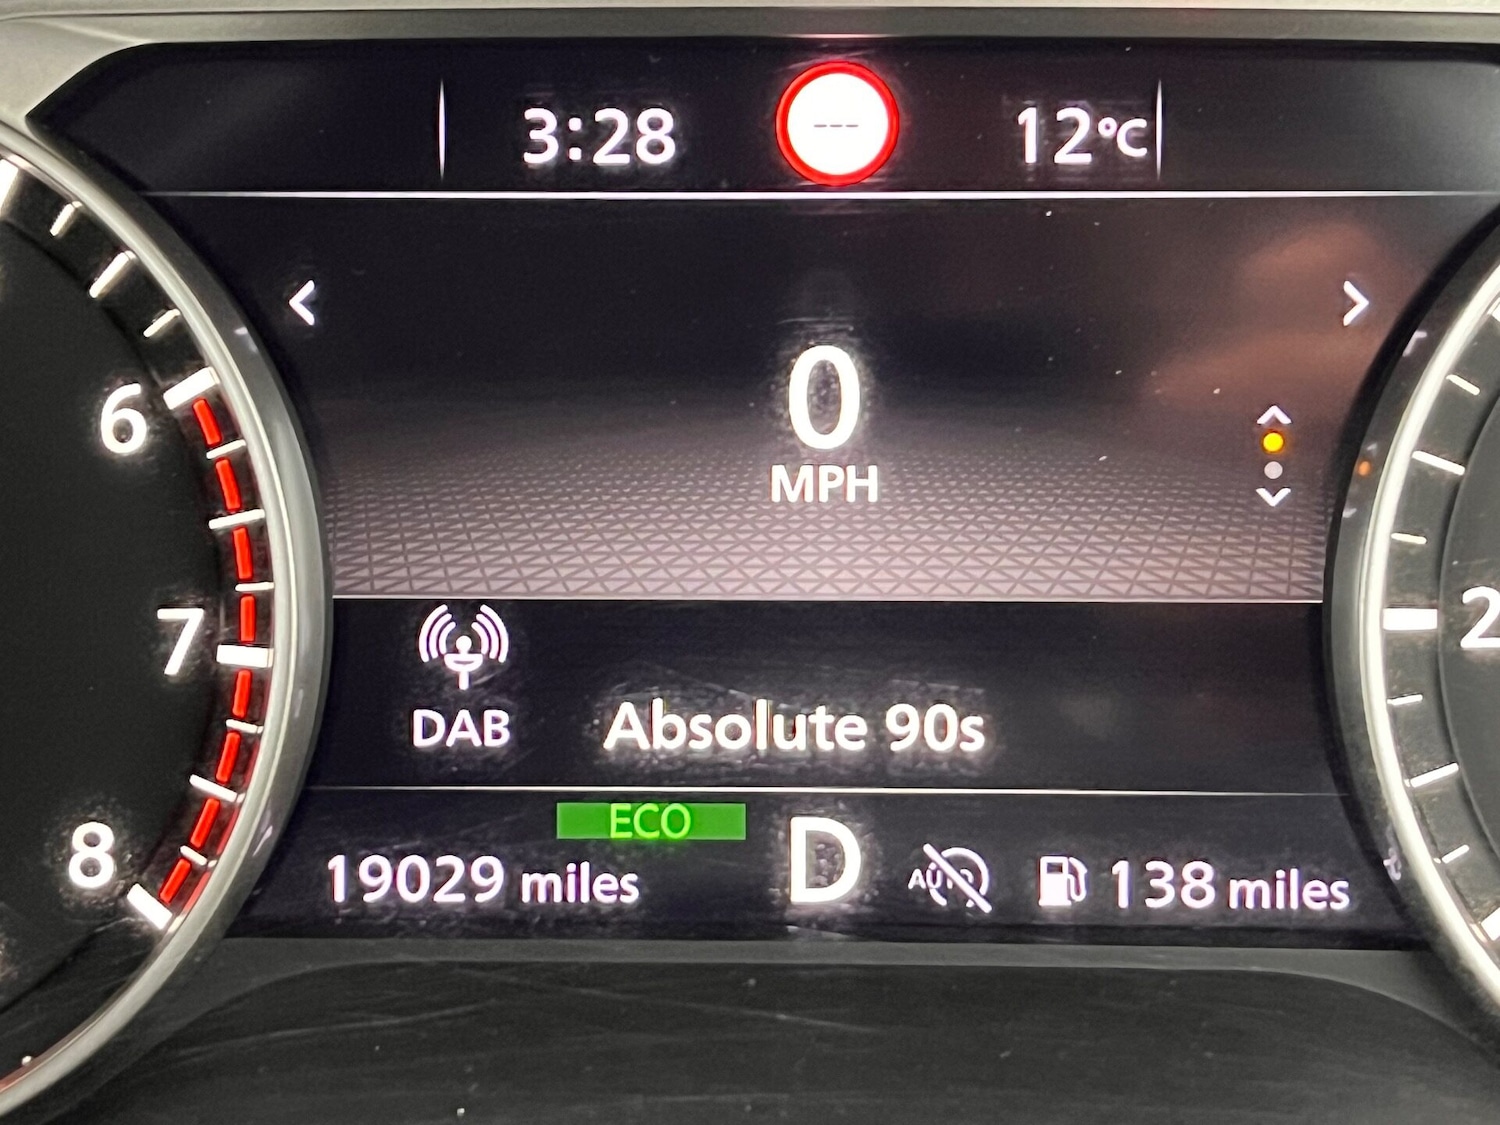 3:28
---
12°C
0
MPH
6
7
8
2
DAB
Absolute 90s
ECO
19029 miles
D
AUTO
138 miles